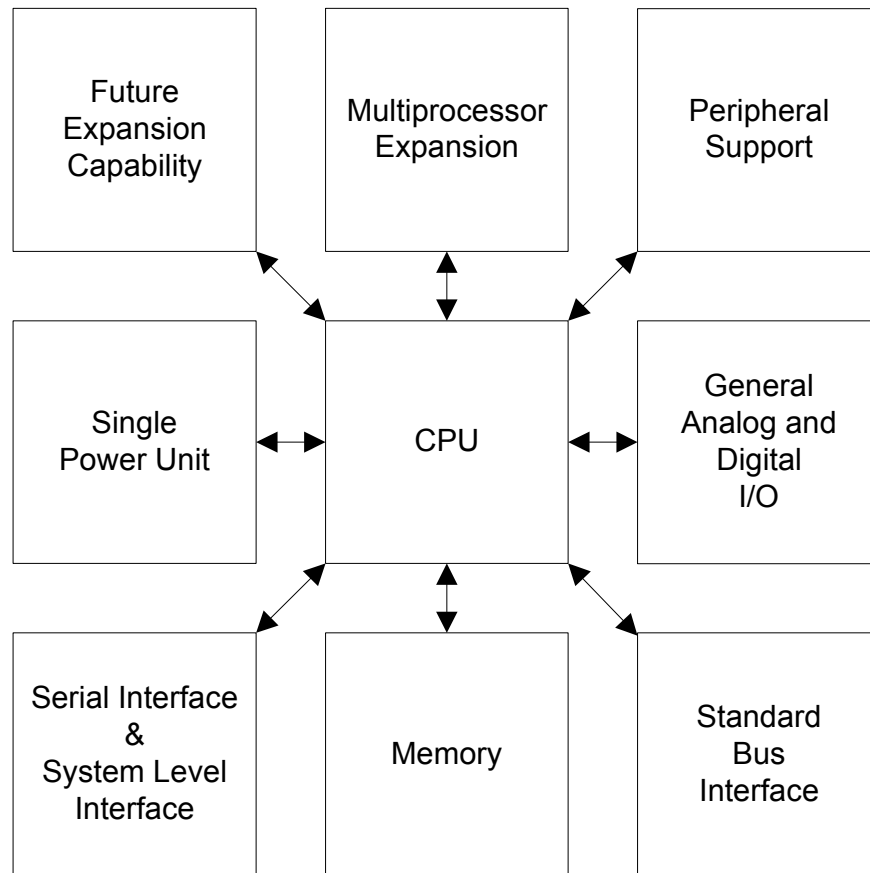 Future
Expansion
Capability
Multiprocessor
Expansion
Peripheral
Support
Single
Power Unit
CPU
General
Analog and
Digital
I/O
Serial Interface
&
System Level
Interface
Memory
Standard
Bus
Interface